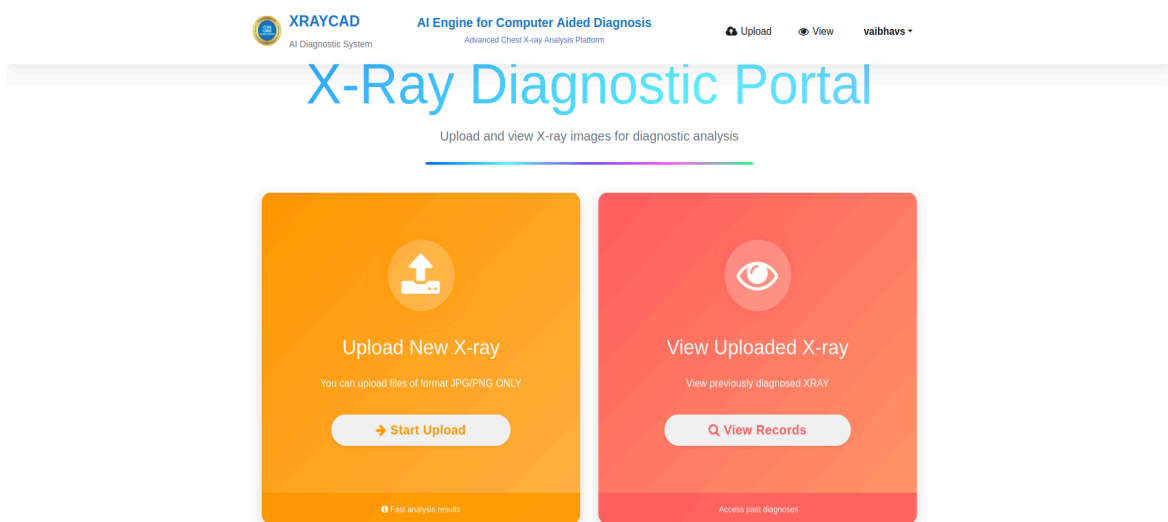 XRAYCAD
AI Diagnostic System
AI Engine for Computer Aided Diagnosis
Advanced Chest X-ray Analysis Platform
Upload
View
vaibhavs
X-Ray Diagnostic Portal
Upload and view X-ray images for diagnostic analysis
Upload New X-ray
You can upload files of format JPG/PNG ONLY
Start Upload
Fast analysis results
View Uploaded X-ray
View previously diagnosed XRAY
View Records
Access past diagnoses